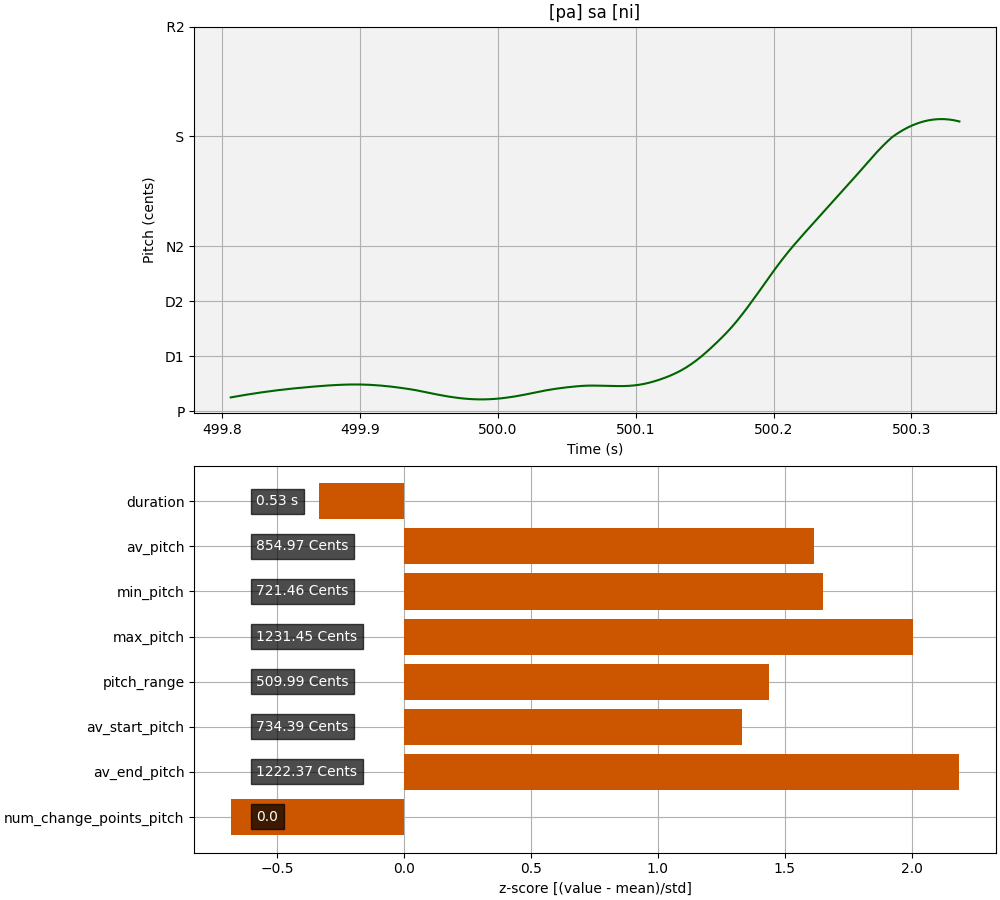 [pa] sa [ni]
R2
S
N2
D2
D1
P
Pitch (cents)
499.8 499.9 500.0 500.1 500.2 500.3
Time (s)
duration 0.53 s
av_pitch 854.97 Cents
min_pitch 721.46 Cents
max_pitch 1231.45 Cents
pitch_range 509.99 Cents
av_start_pitch 734.39 Cents
av_end_pitch 1222.37 Cents
num_change_points_pitch 0.0
−0.5 0.0 0.5 1.0 1.5 2.0
z-score [(value - mean)/std]